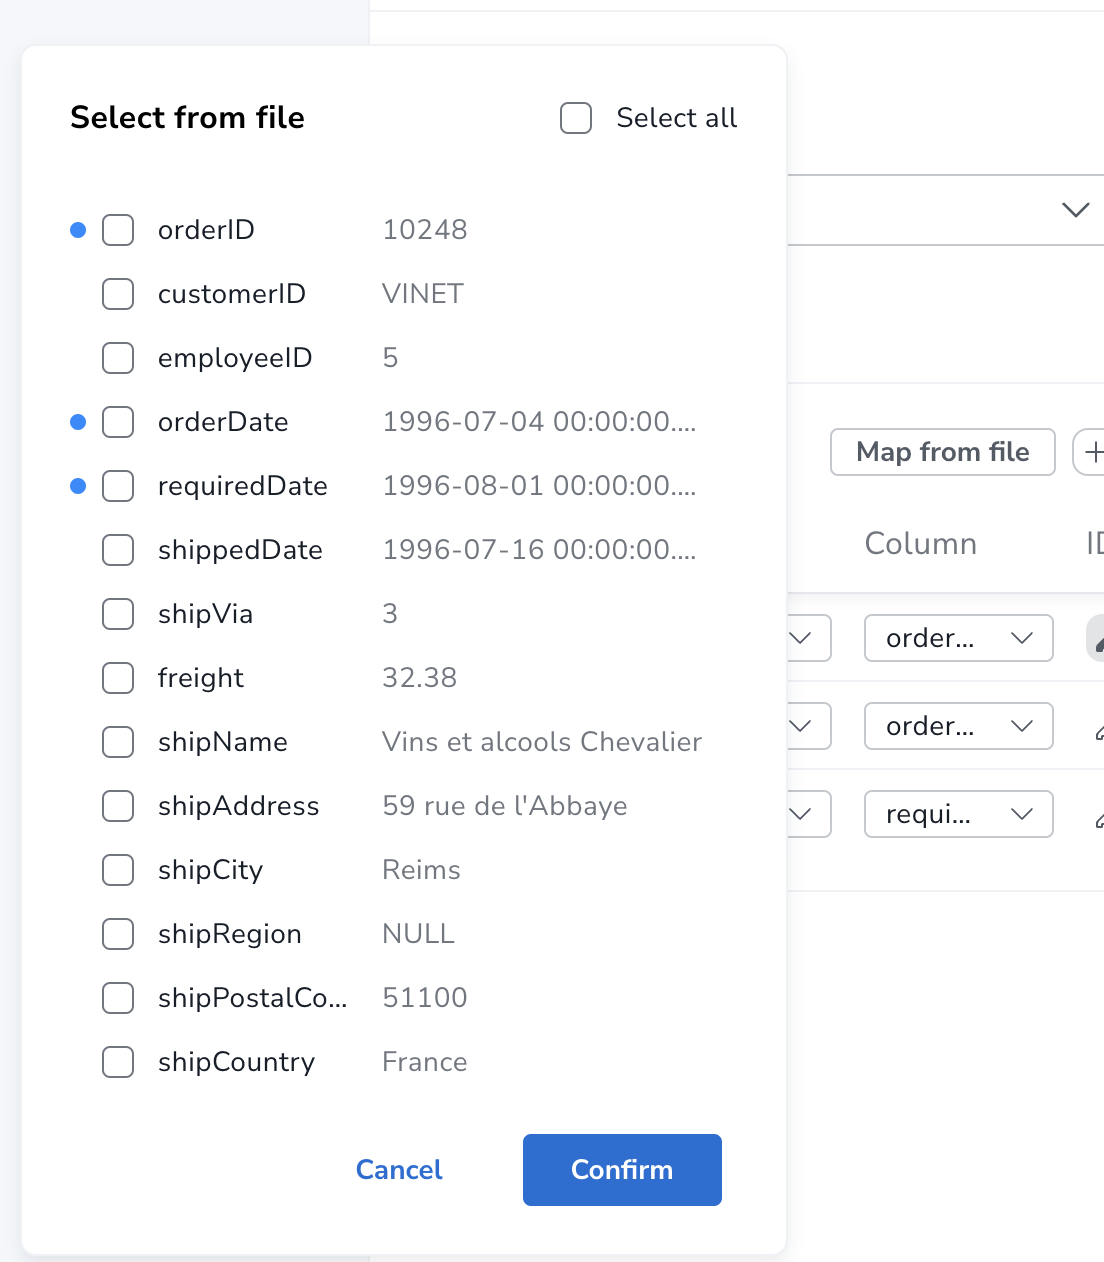 Select from file
Select all
orderID 10248
customerID VINET
employeeID 5
orderDate 1996-07-04 00:00:00....
requiredDate 1996-08-01 00:00:00....
shippedDate 1996-07-16 00:00:00....
shipVia 3
freight 32.38
shipName Vins et alcools Chevalier
shipAddress 59 rue de l'Abbaye
shipCity Reims
shipRegion NULL
shipPostalCo... 51100
shipCountry France
Cancel
Confirm
Map from file
Column
order...
order...
requi...